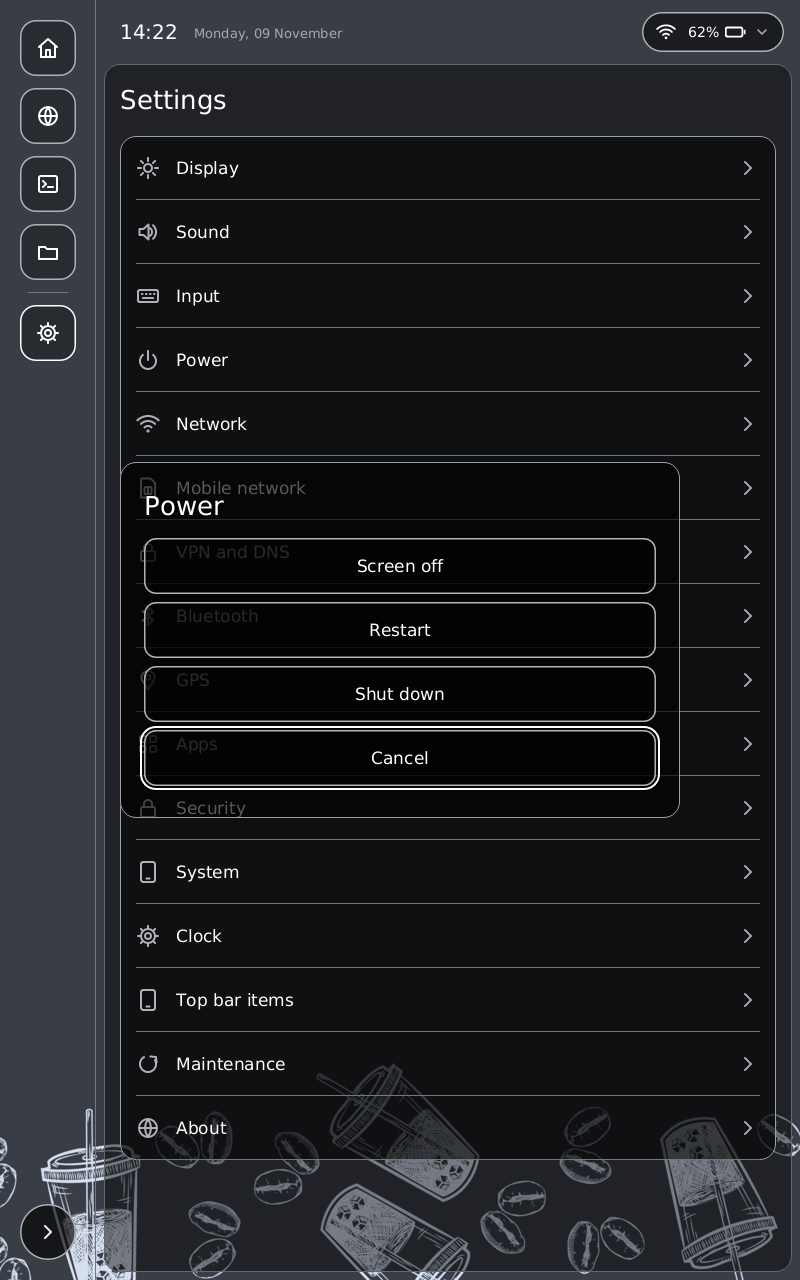 14:22 Monday, 09 November 62%
Settings
Display
Sound
Input
Power
Network
Mobile network
Power
VPN and DNS
Screen off
Bluetooth
Restart
GPS
Shut down
Apps
Cancel
Security
System
Clock
Top bar items
Maintenance
About